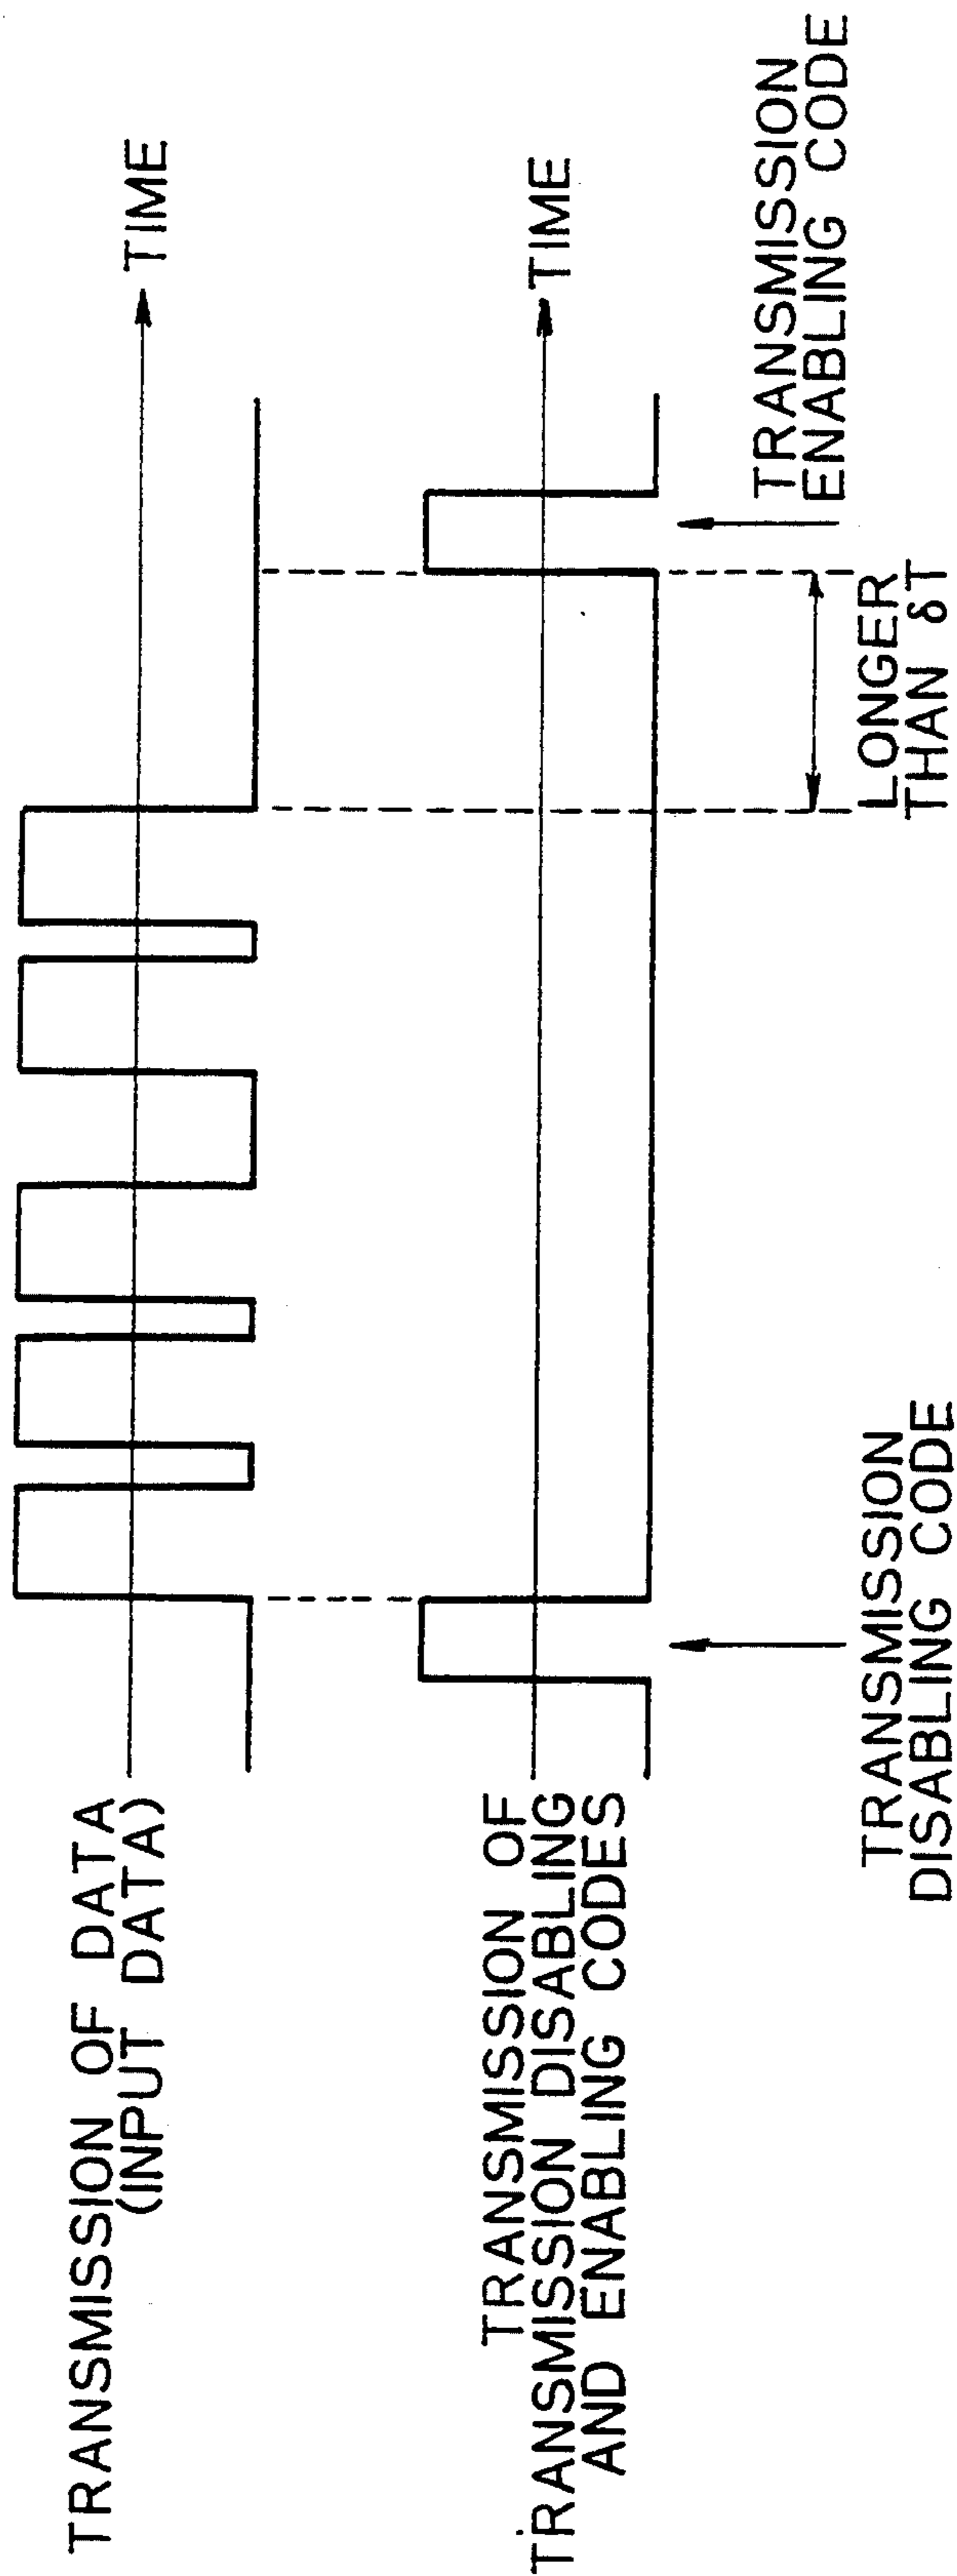 TRANSMISSION OF DATA
(INPUT DATA)
TIME
TRANSMISSION OF
TRANSMISSION DISABLING
AND ENABLING CODES
TIME
TRANSMISSION
DISABLING CODE
LONGER
THAN δT
TRANSMISSION
ENABLING CODE